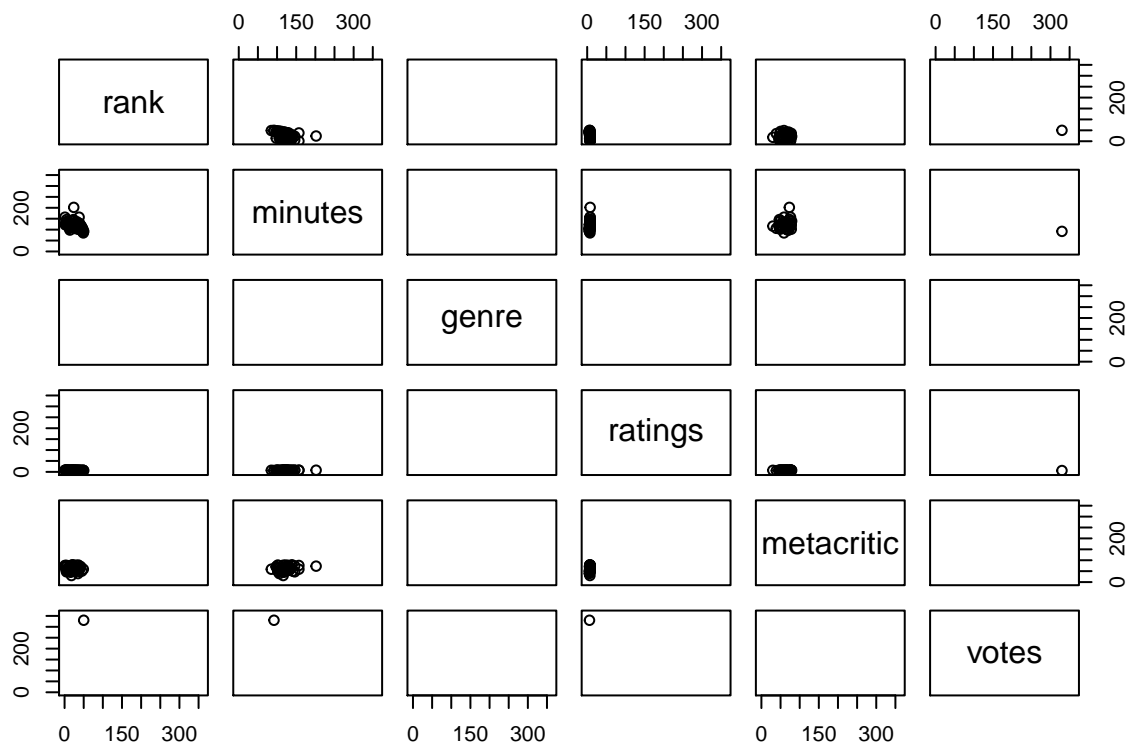 0 150 300 0 150 300 0 150 300
rank 0 200
0 200 minutes
genre 0 200
0 200 ratings
metacritic 0 200
0 200 votes
0 150 300 0 150 300 0 150 300